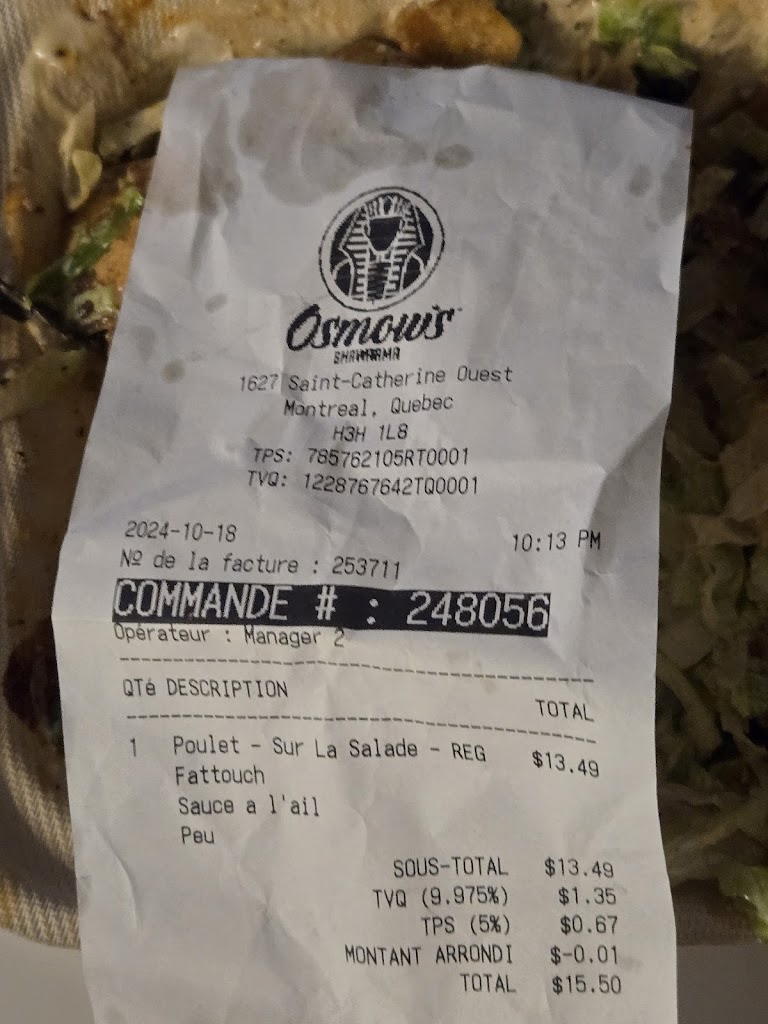 Osmow's
SHAWARMA
1627 Saint-Catherine Ouest
Montreal, Quebec
H3H 1L8
TPS: 785762105RT0001
TVQ: 1228767642TQ0001
2024-10-18 10:13 PM
Nº de la facture : 253711
COMMANDE # : 248056
Opérateur : Manager 2
QTé DESCRIPTION TOTAL
1 Poulet - Sur La Salade - REG $13.49
Fattouch
Sauce a l'ail
Peu
SOUS-TOTAL $13.49
TVQ (9.975%) $1.35
TPS (5%) $0.67
MONTANT ARRONDI $-0.01
TOTAL $15.50